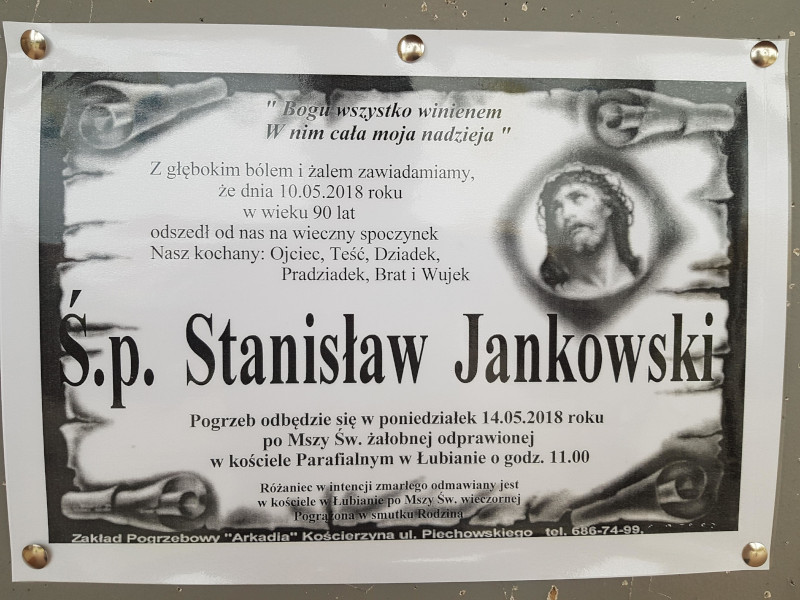 " Bogu wszystko winienem
W nim cała moja nadzieja "
Z głębokim bólem i żalem zawiadamiamy,
że dnia 10.05.2018 roku
w wieku 90 lat
odszedł od nas na wieczny spoczynek
Nasz kochany: Ojciec, Teść, Dziadek,
Pradziadek, Brat i Wujek
Ś.p. Stanisław Jankowski
Pogrzeb odbędzie się w poniedziałek 14.05.2018 roku
po Mszy Św. żałobnej odprawionej
w kościele Parafialnym w Łubianie o godz. 11.00
Różaniec w intencji zmarłego odmawiany jest
w kościele w Łubianie po Mszy Św. wieczornej
Pogrążona w smutku Rodzina
Zakład Pogrzebowy "Arkadia" Kościerzyna ul. Piechowskiego tel. 686-74-99,